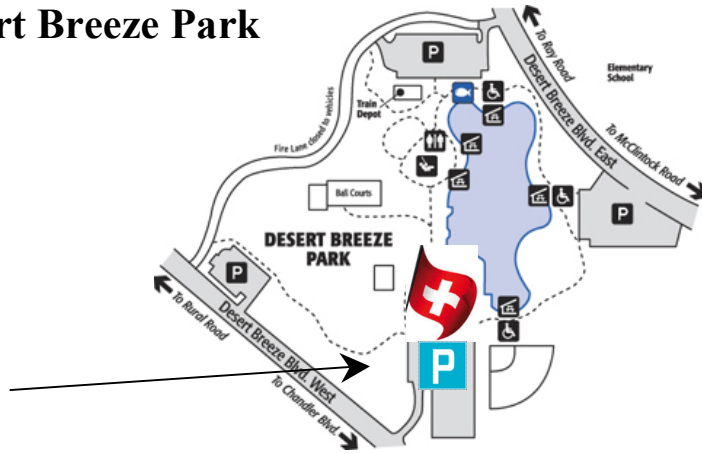 rt Breeze Park
P
To Ray Road
Elementary
School
Desert Breeze Blvd. East
To McClintock Road
Train
Depot
Fire Lane closed to vehicles
Ball Courts
P
DESERT BREEZE
PARK
P
To Rural Road
Desert Breeze Blvd. West
P
To Chandler Blvd.